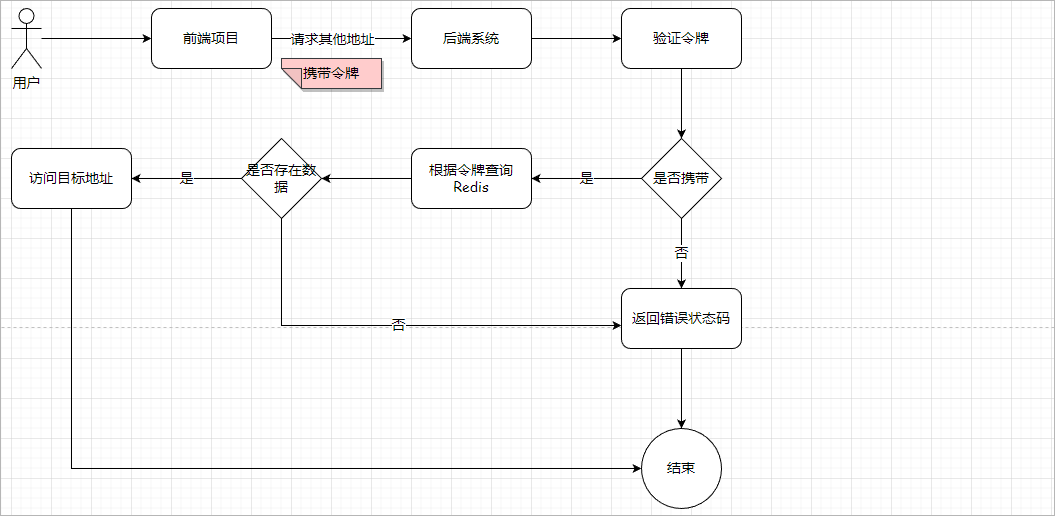 用户
前端项目
请求其他地址
携带令牌
后端系统
验证令牌
是否携带
是
根据令牌查询
Redis
是否存在数
据
是
访问目标地址
否
否
返回错误状态码
结束